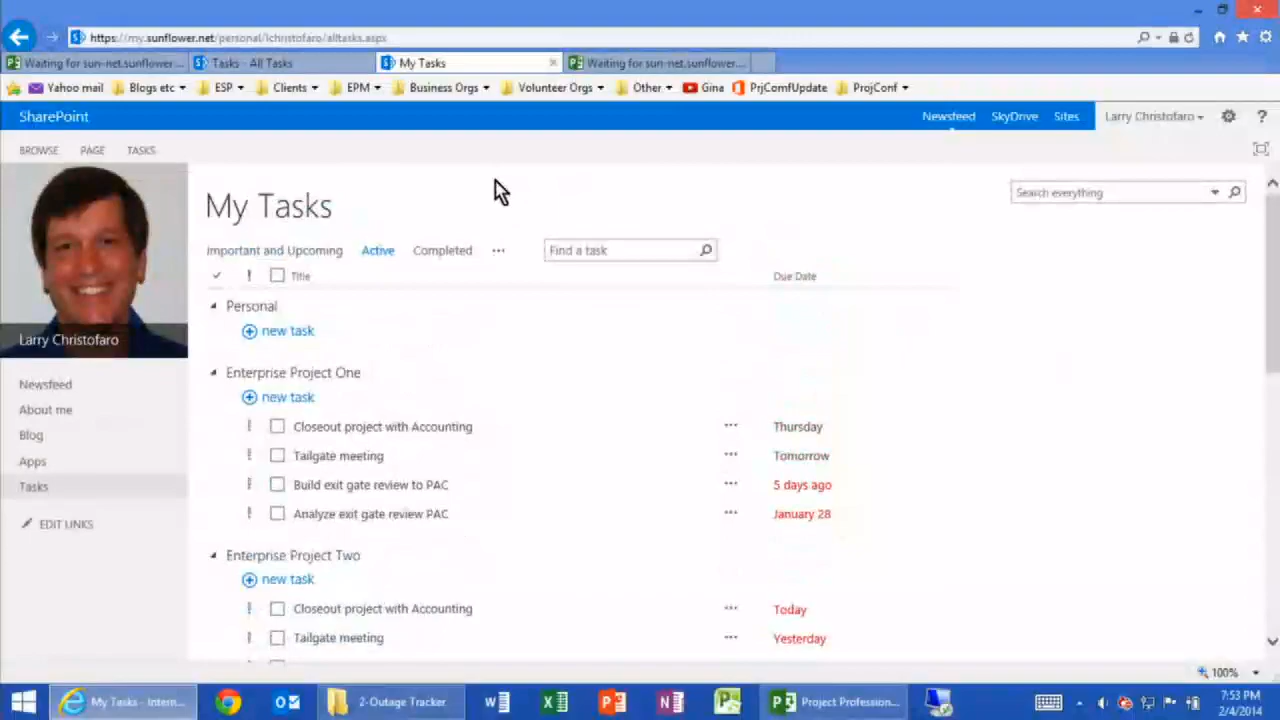 https://my.sunflower.net/personal/lchristofaro/alltasks.aspx
Waiting for sun-net.sunflower... Tasks - All Tasks My Tasks Waiting for sun-net.sunflower...
Yahoo mail Blogs etc ESP Clients EPM Business Orgs Volunteer Orgs Other Gina PrjComfUpdate ProjConf
SharePoint Newsfeed SkyDrive Sites Larry Christofaro ?
BROWSE PAGE TASKS
My Tasks
Search everything
Important and Upcoming Active Completed ... Find a task
Title Due Date
Personal
new task
Larry Christofaro
Enterprise Project One
Newsfeed
new task
About me
Closeout project with Accounting ... Thursday
Blog
Tailgate meeting ... Tomorrow
Apps
Build exit gate review to PAC ... 5 days ago
Tasks
Analyze exit gate review PAC ... January 28
EDIT LINKS
Enterprise Project Two
new task
Closeout project with Accounting ... Today
Tailgate meeting ... Yesterday
100%
My Tasks - Intern... 2-Outage Tracker Project Profession... 7:53 PM
2/4/2014